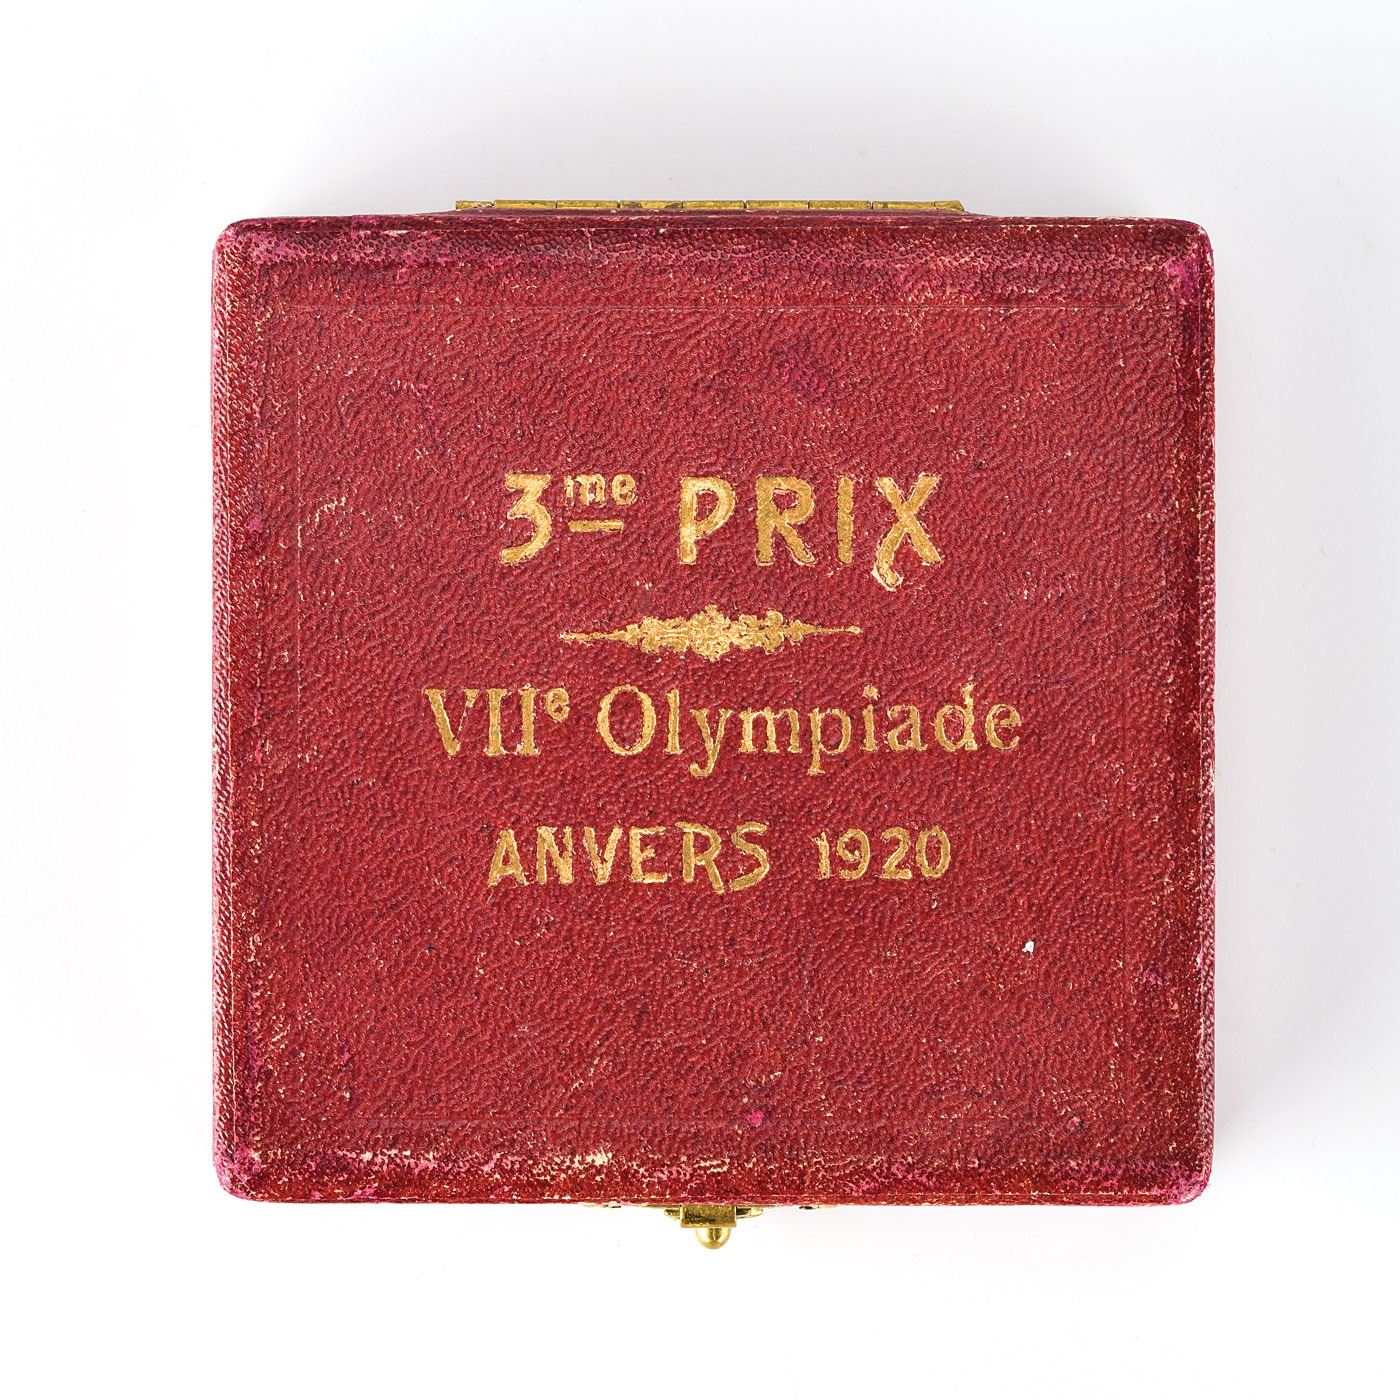 3me PRIX
VIIe Olympiade
ANVERS 1920